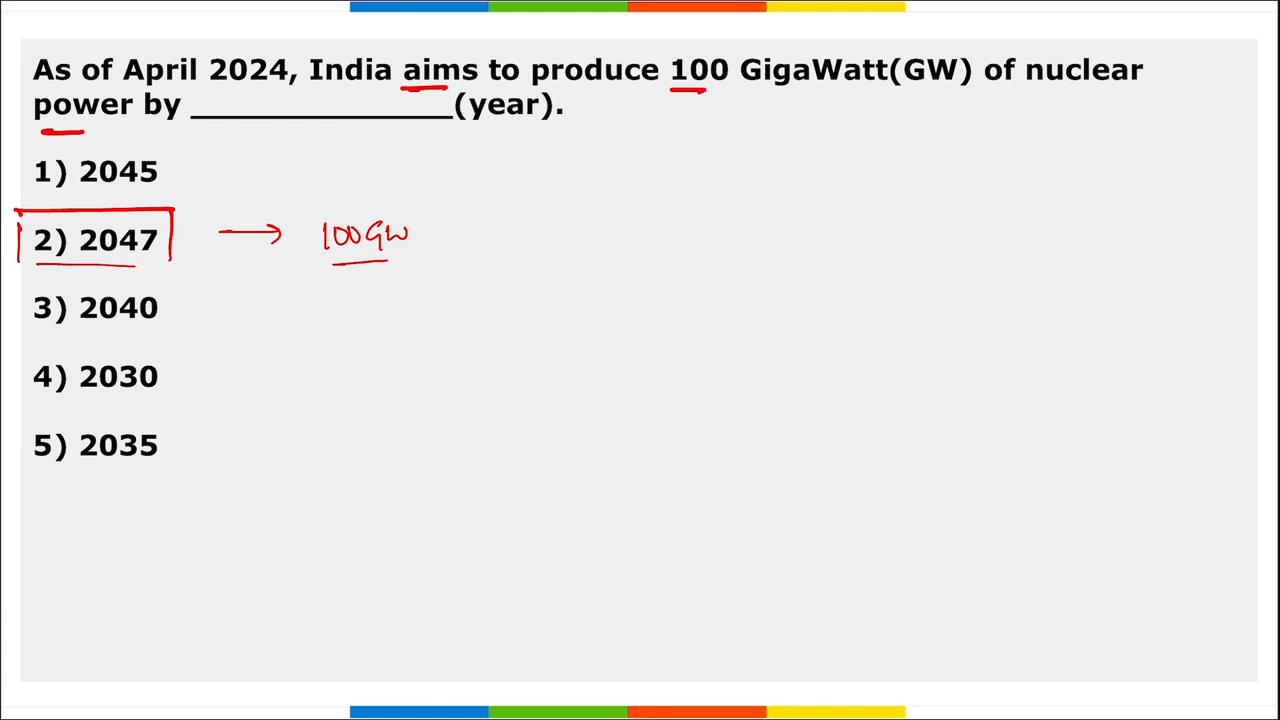 As of April 2024, India aims to produce 100 GigaWatt(GW) of nuclear
power by _______________(year).
1) 2045
2) 2047 → 100GW
3) 2040
4) 2030
5) 2035